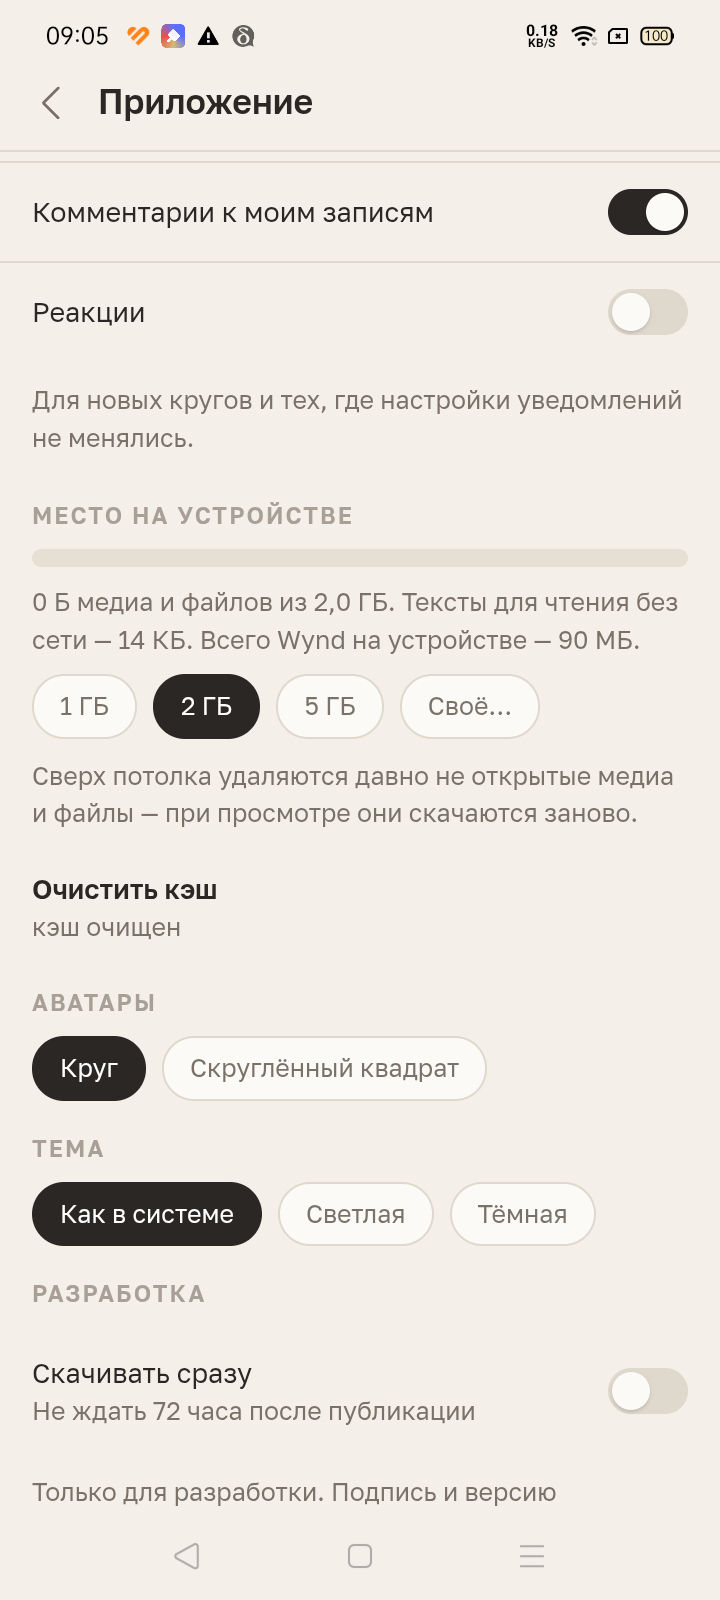 09:05
0.18
KB/S
100
Приложение
Комментарии к моим записям
Реакции
Для новых кругов и тех, где настройки уведомлений
не менялись.
МЕСТО НА УСТРОЙСТВЕ
0 Б медиа и файлов из 2,0 ГБ. Тексты для чтения без
сети — 14 КБ. Всего Wynd на устройстве — 90 МБ.
1 ГБ
2 ГБ
5 ГБ
Своё...
Сверх потолка удаляются давно не открытые медиа
и файлы — при просмотре они скачаются заново.
Очистить кэш
кэш очищен
АВАТАРЫ
Круг
Скруглённый квадрат
ТЕМА
Как в системе
Светлая
Тёмная
РАЗРАБОТКА
Скачивать сразу
Не ждать 72 часа после публикации
Только для разработки. Подпись и версию